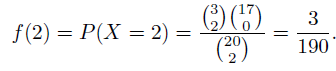 f(2) = P(X = 2) = \frac{\binom{3}{2}\binom{17}{0}}{\binom{20}{2}} = \frac{3}{190}.